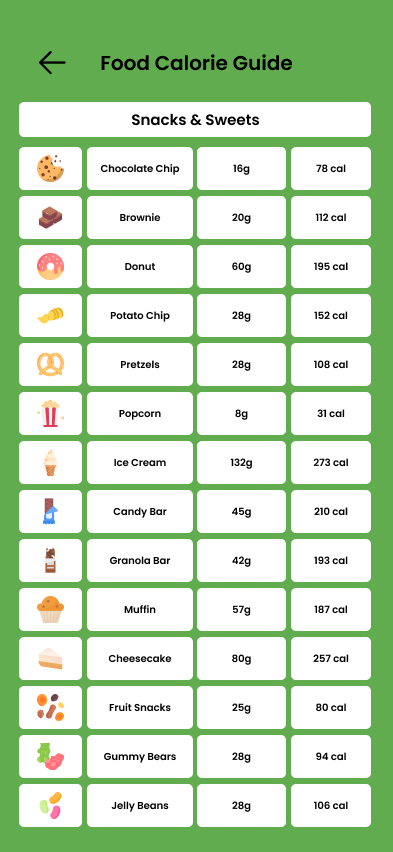 Food Calorie Guide
Snacks & Sweets
Chocolate Chip 16g 78 cal
Brownie 20g 112 cal
Donut 60g 195 cal
Potato Chip 28g 152 cal
Pretzels 28g 108 cal
Popcorn 8g 31 cal
Ice Cream 132g 273 cal
Candy Bar 45g 210 cal
Granola Bar 42g 193 cal
Muffin 57g 187 cal
Cheesecake 80g 257 cal
Fruit Snacks 25g 80 cal
Gummy Bears 28g 94 cal
Jelly Beans 28g 106 cal